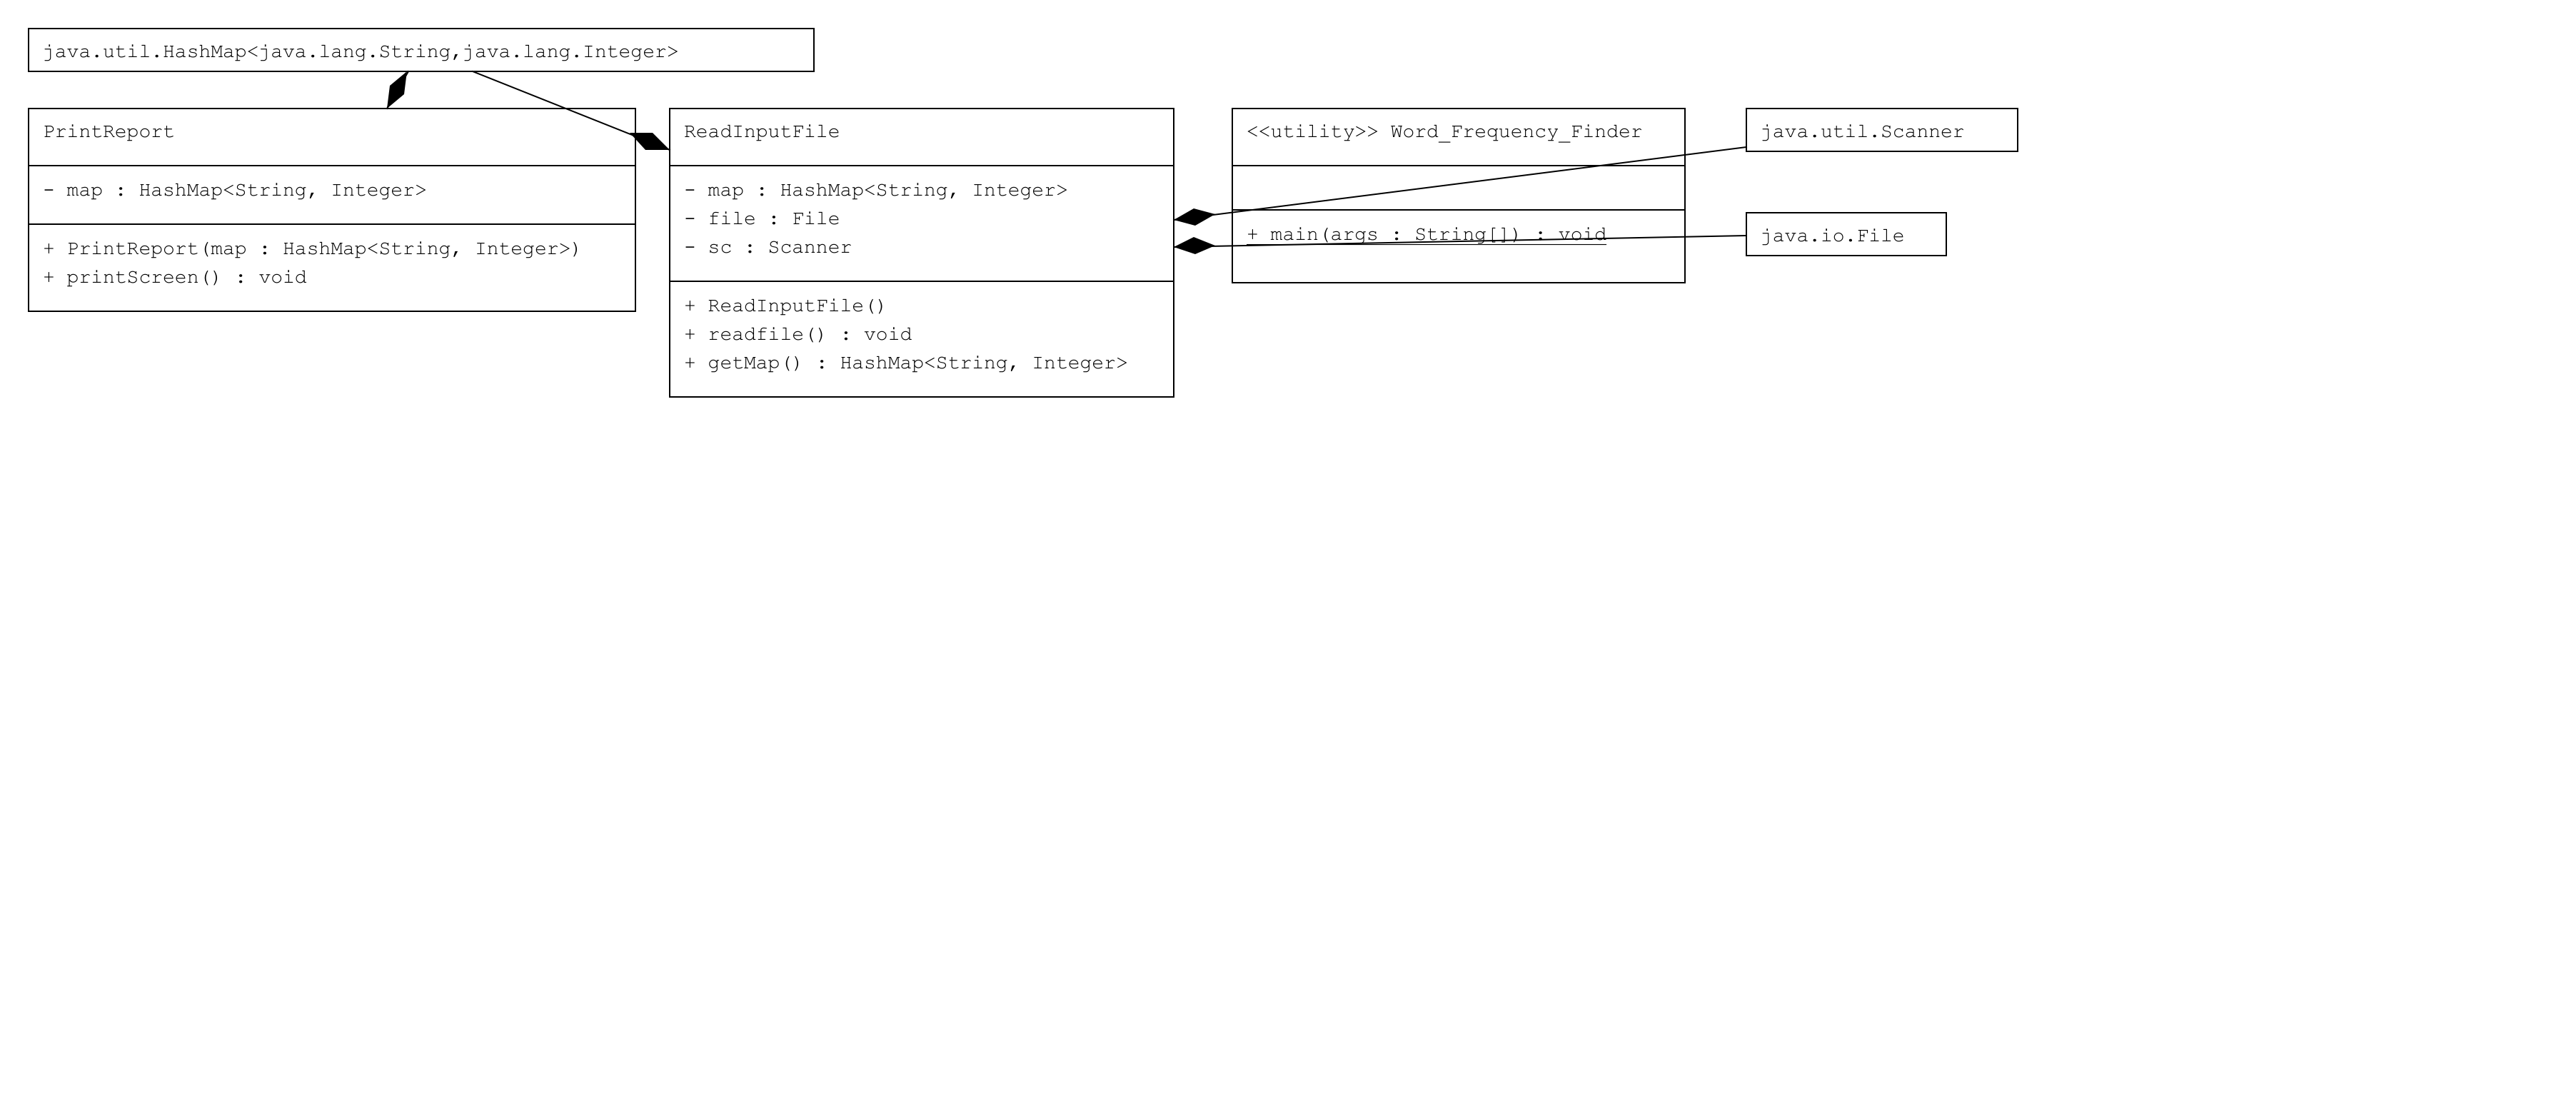 java.util.HashMap<java.lang.String,java.lang.Integer>
PrintReport
- map : HashMap<String, Integer>
+ PrintReport(map : HashMap<String, Integer>)
+ printScreen() : void
ReadInputFile
- map : HashMap<String, Integer>
- file : File
- sc : Scanner
+ ReadInputFile()
+ readfile() : void
+ getMap() : HashMap<String, Integer>
<<utility>> Word_Frequency_Finder
+ main(args : String[]) : void
java.util.Scanner
java.io.File